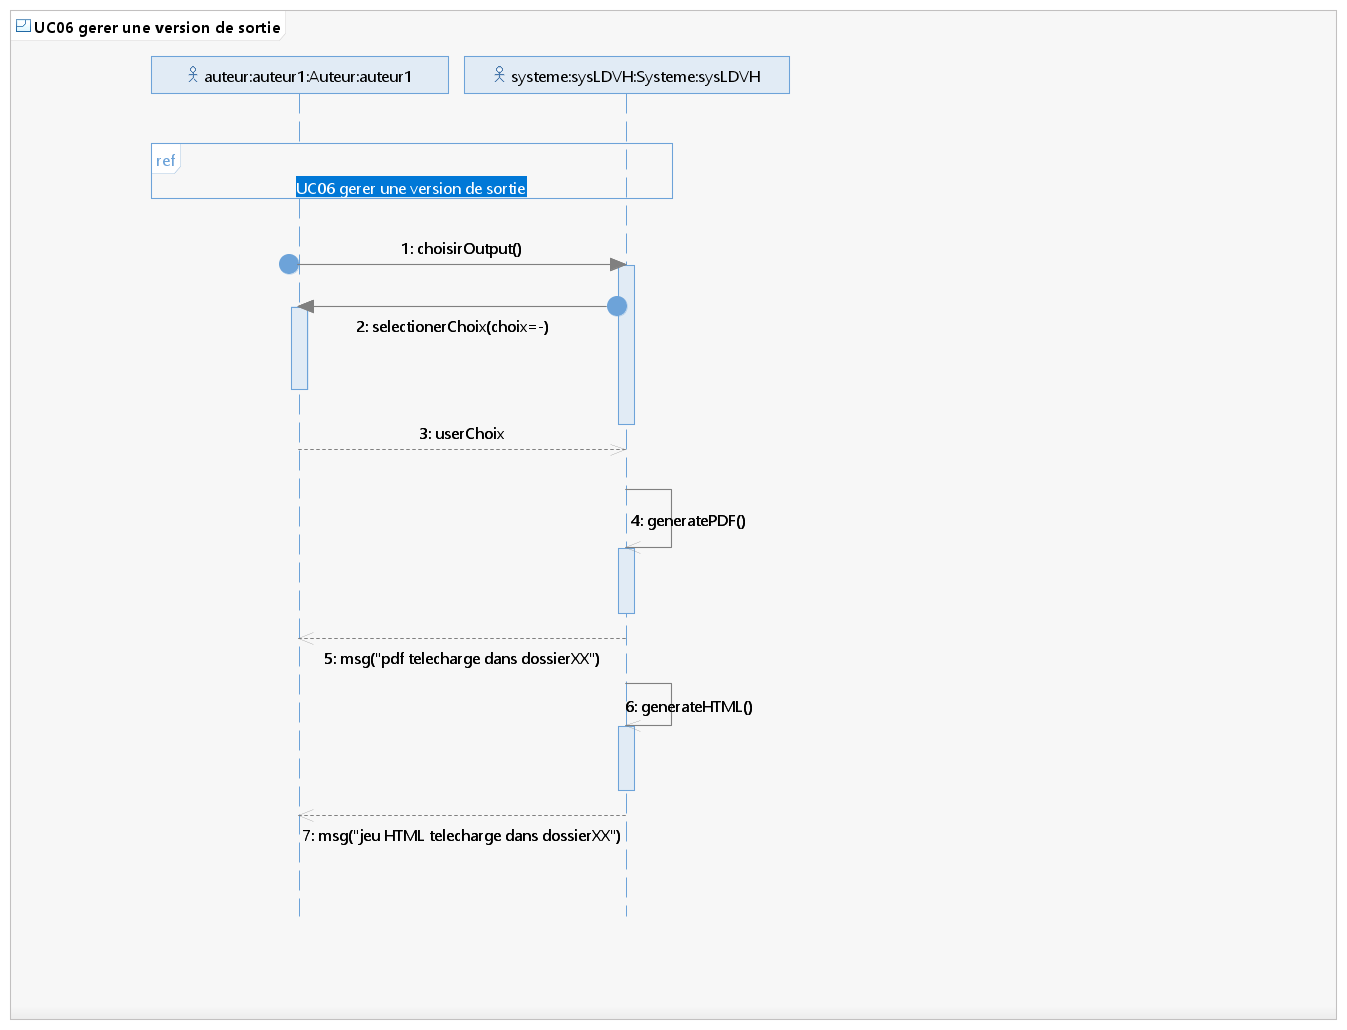 UC06 gerer une version de sortie
auteur:auteur1:Auteur:auteur1
systeme:sysLDVH:Systeme:sysLDVH
ref
UC06 gerer une version de sortie
1: choisirOutput()
2: selectionerChoix(choix=-)
3: userChoix
4: generatePDF()
5: msg("pdf telecharge dans dossierXX")
6: generateHTML()
7: msg("jeu HTML telecharge dans dossierXX")